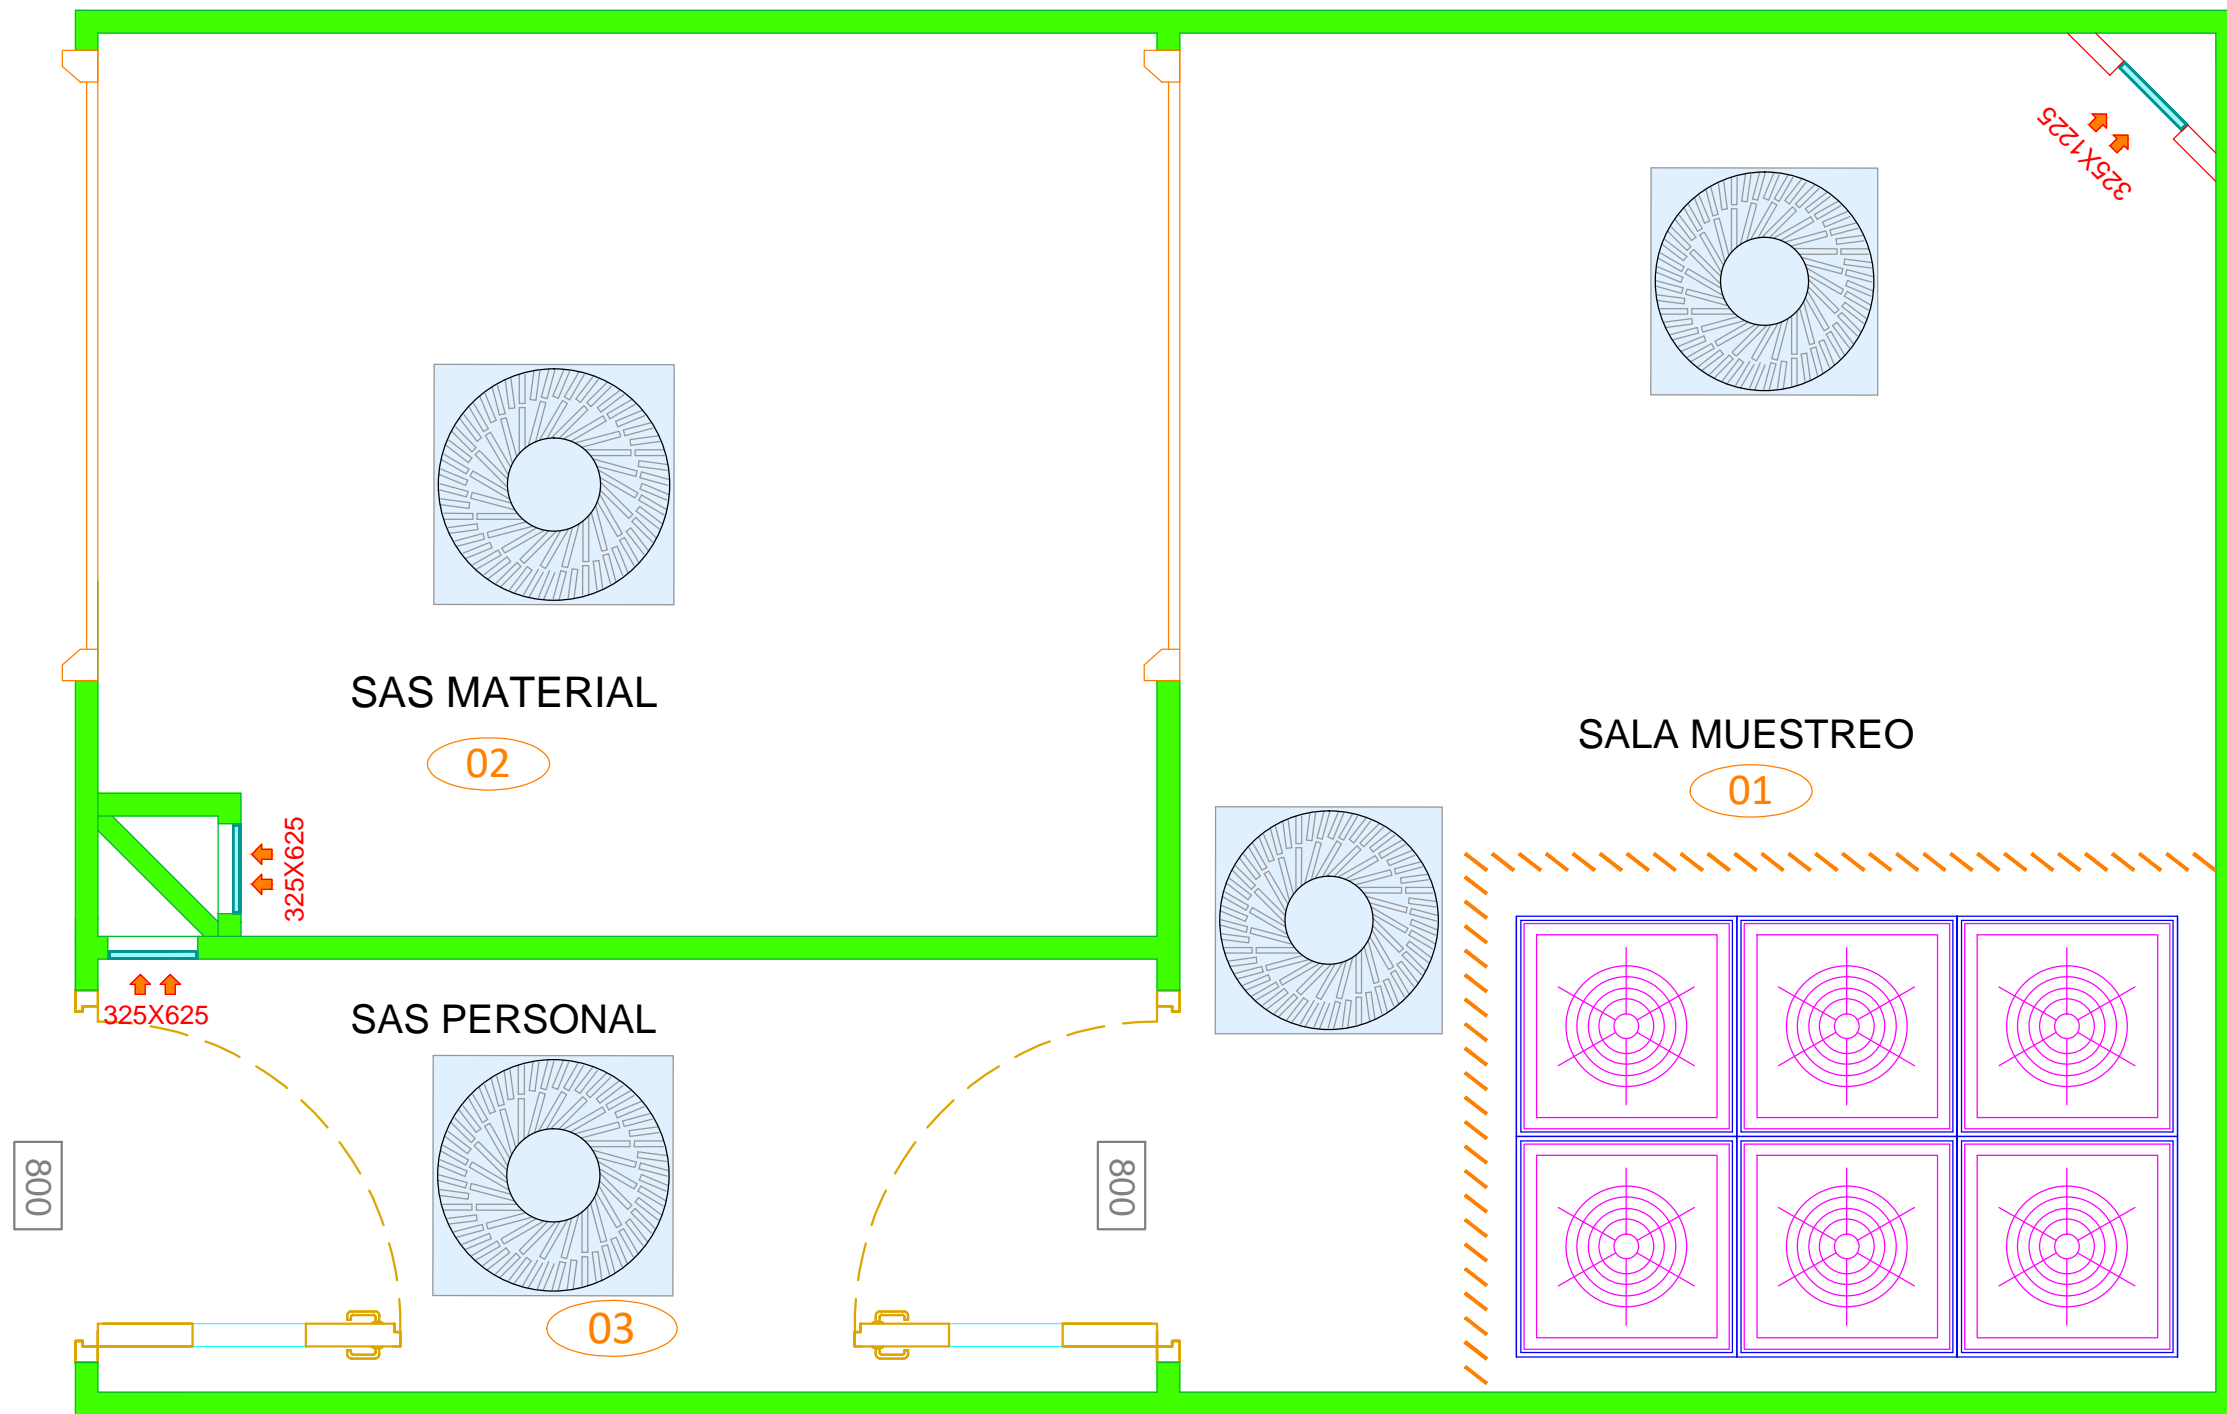 325X1225
SAS MATERIAL
02
SALA MUESTREO
01
325X625
325X625
SAS PERSONAL
800
800
03